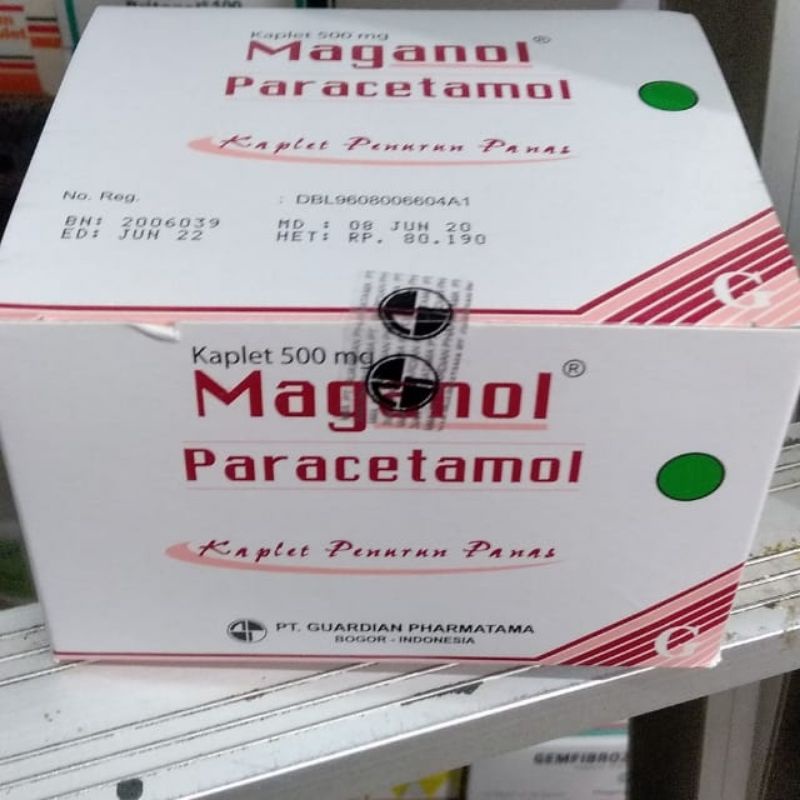 Kaplet 500 mg
Maganol®
Paracetamol
Kaplet Penurun Panas
No. Reg. : DBL9608006604A1
BN: 2006039 MD : 08 JUN 20
ED: JUN 22 HET: RP. 80.190
G
Kaplet 500 mg
Maganol®
Paracetamol
Kaplet Penurun Panas
PT. GUARDIAN PHARMATAMA
BOGOR - INDONESIA
G